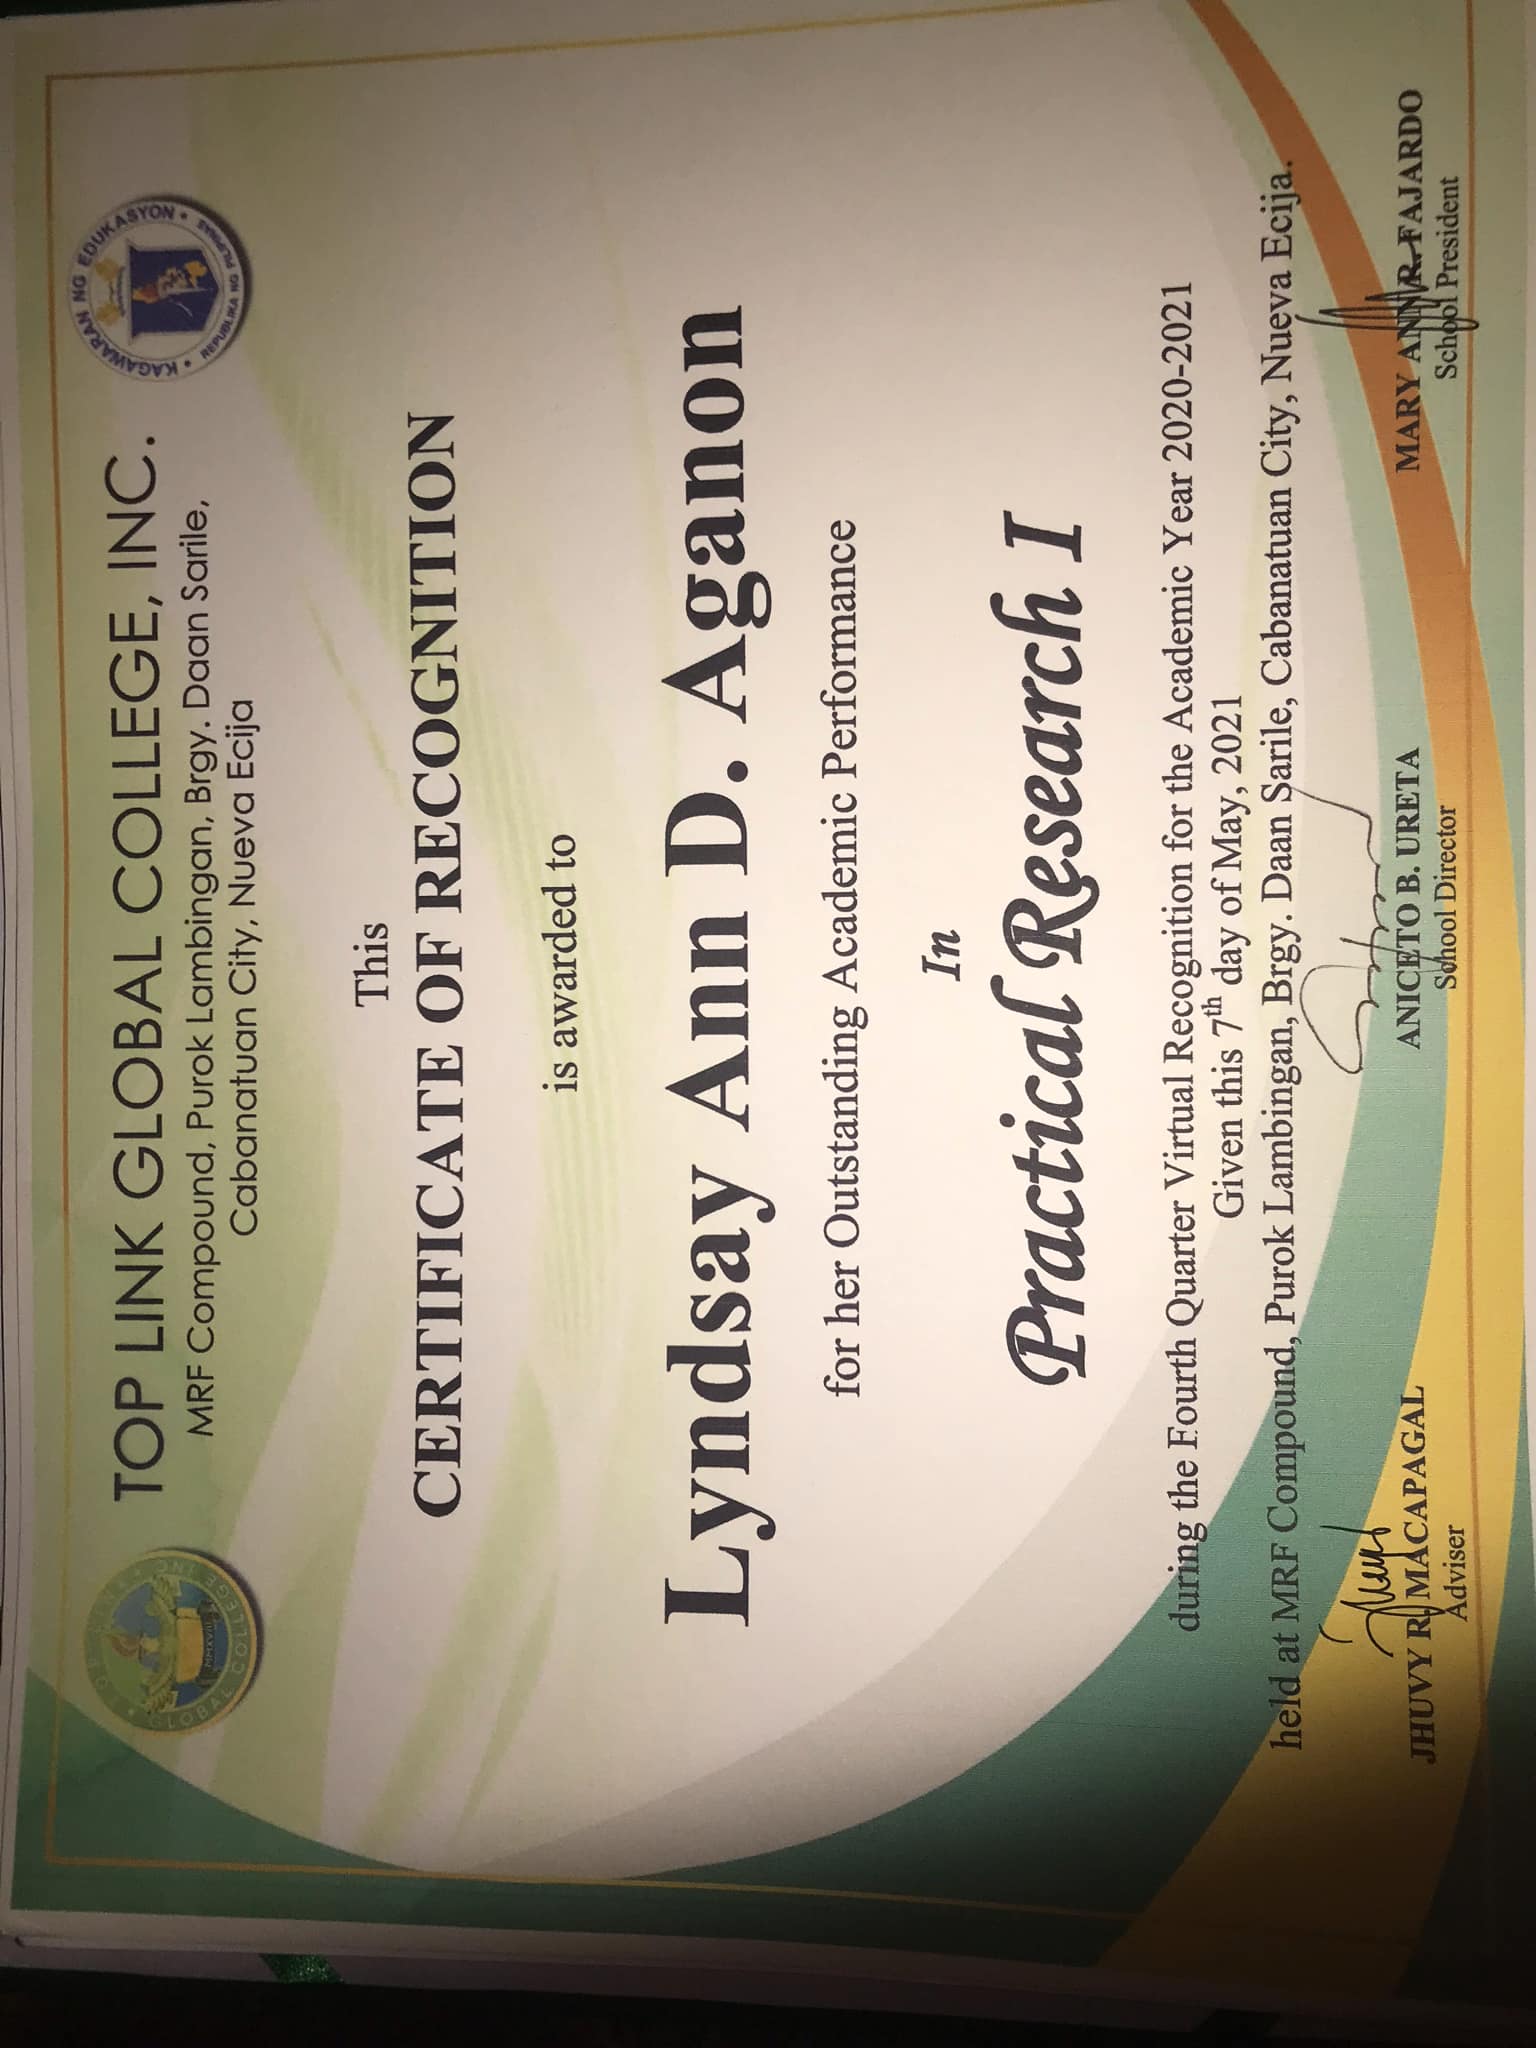 TOP LINK GLOBAL COLLEGE, INC.
MRF Compound, Purok Lambingan, Brgy. Daan Sarile,
Cabanatuan City, Nueva Ecija
TOP LINK
GLOBAL COLLEGE INC
MMXVIII
KAGAWARAN NG EDUKASYON
REPUBLIKA NG PILIPINAS
This
CERTIFICATE OF RECOGNITION
is awarded to
Lyndsay Ann D. Aganon
for her Outstanding Academic Performance
In
Practical Research I
during the Fourth Quarter Virtual Recognition for the Academic Year 2020-2021
Given this 7th day of May, 2021
held at MRF Compound, Purok Lambingan, Brgy. Daan Sarile, Cabanatuan City, Nueva Ecija.
JHUVY R. MACAPAGAL
Adviser
ANICETO B. URETA
School Director
MARY ANN R. FAJARDO
School President